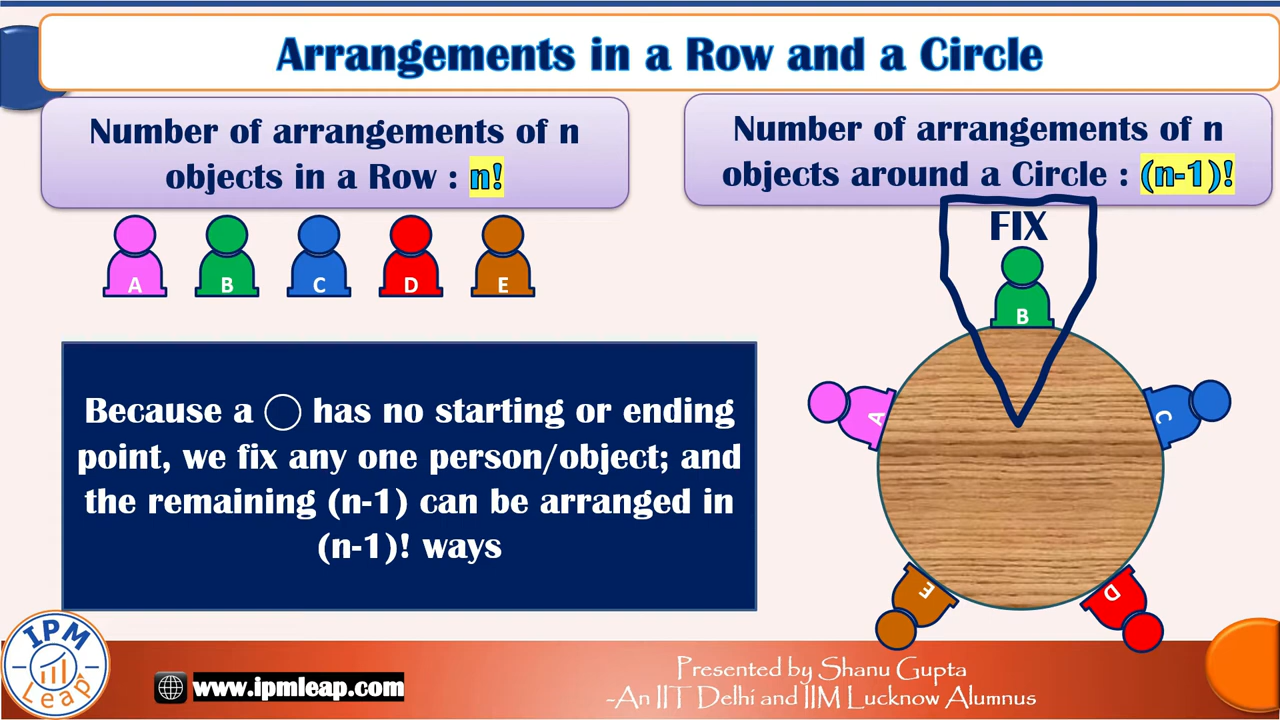 Arrangements in a Row and a Circle
Number of arrangements of n
objects in a Row : n!
Number of arrangements of n
objects around a Circle : (n-1)!
A B C D E
FIX
B
A
C
E
D
Because a ◯ has no starting or ending
point, we fix any one person/object; and
the remaining (n-1) can be arranged in
(n-1)! ways
IPM
Leap
www.ipmleap.com
Presented by Shanu Gupta
-An IIT Delhi and IIM Lucknow Alumnus